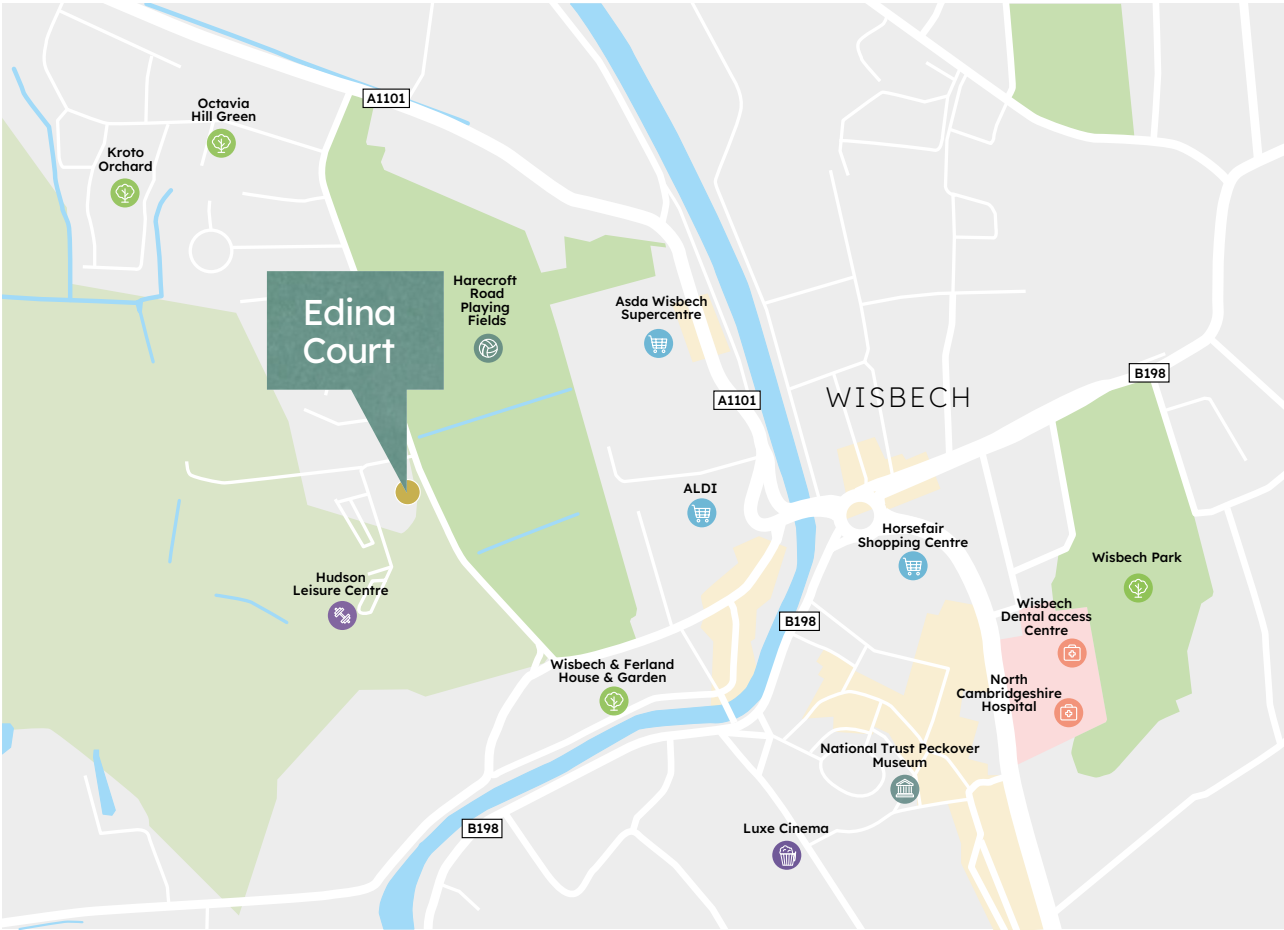 A1101
Octavia
Hill Green
Kroto
Orchard
Edina
Court
Harecroft
Road
Playing
Fields
Asda Wisbech
Supercentre
A1101
WISBECH
B198
ALDI
Horsefair
Shopping Centre
Wisbech Park
Hudson
Leisure Centre
Wisbech
Dental access
Centre
B198
Wisbech & Ferland
House & Garden
North
Cambridgeshire
Hospital
National Trust Peckover
Museum
B198
Luxe Cinema